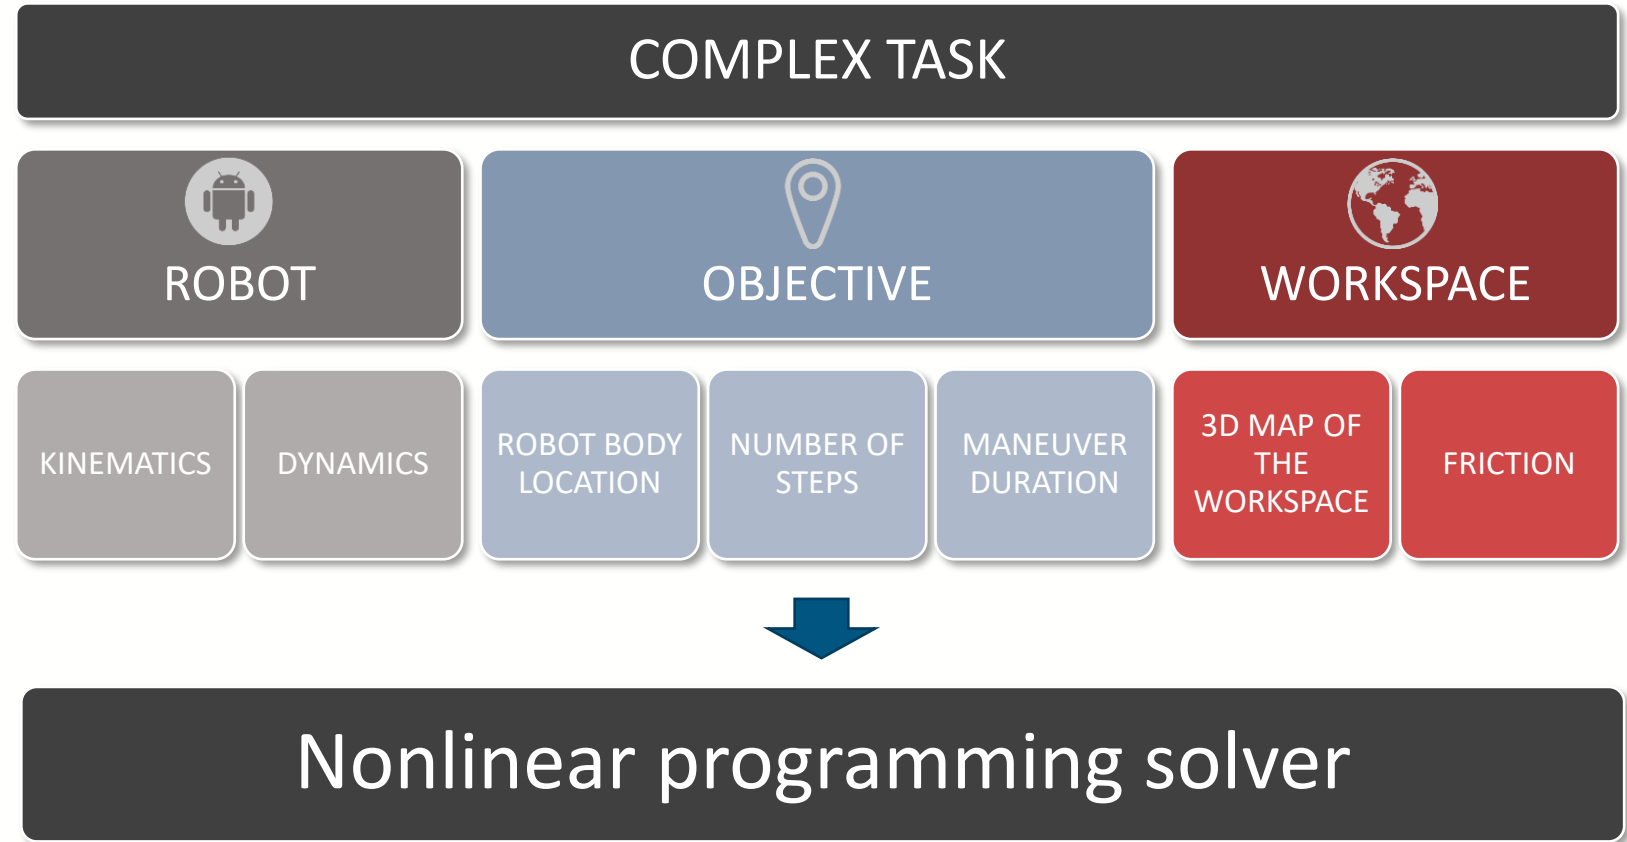 COMPLEX TASK
ROBOT
OBJECTIVE
WORKSPACE
KINEMATICS
DYNAMICS
ROBOT BODY
LOCATION
NUMBER OF
STEPS
MANEUVER
DURATION
3D MAP OF
THE
WORKSPACE
FRICTION
Nonlinear programming solver